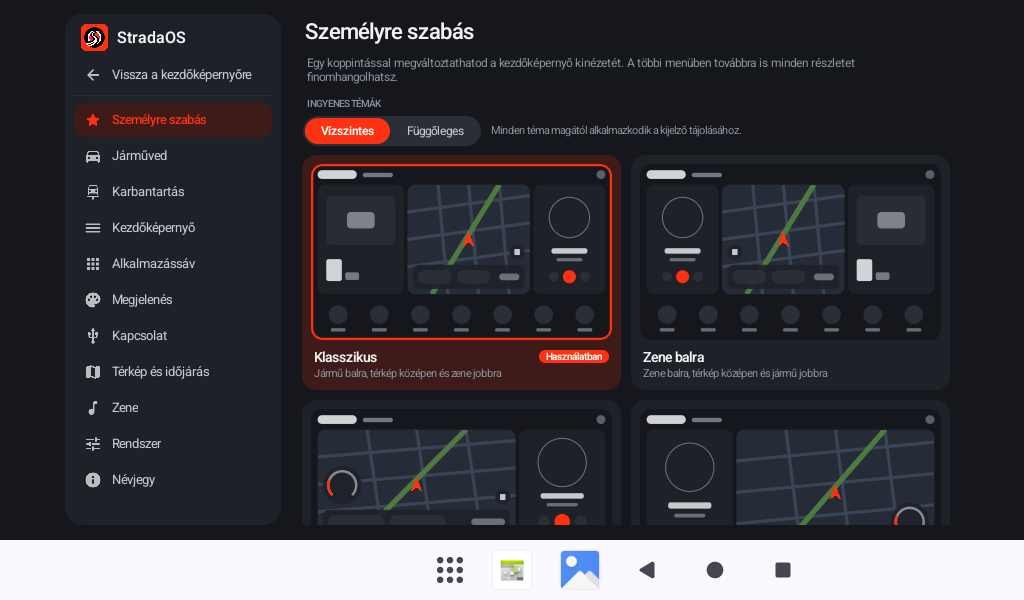 StradaOS
Vissza a kezdőképernyőre
Személyre szabás
Járműved
Karbantartás
Kezdőképernyő
Alkalmazássáv
Megjelenés
Kapcsolat
Térkép és időjárás
Zene
Rendszer
Névjegy
Személyre szabás
Egy koppintással megváltoztathatod a kezdőképernyő kinézetét. A többi menüben továbbra is minden részletet
finomhangolhatsz.
INGYENES TÉMÁK
Vízszintes
Függőleges
Minden téma magától alkalmazkodik a kijelző tájolásához.
Klasszikus
Használatban
Jármű balra, térkép középen és zene jobbra
Zene balra
Zene balra, térkép középen és jármű jobbra